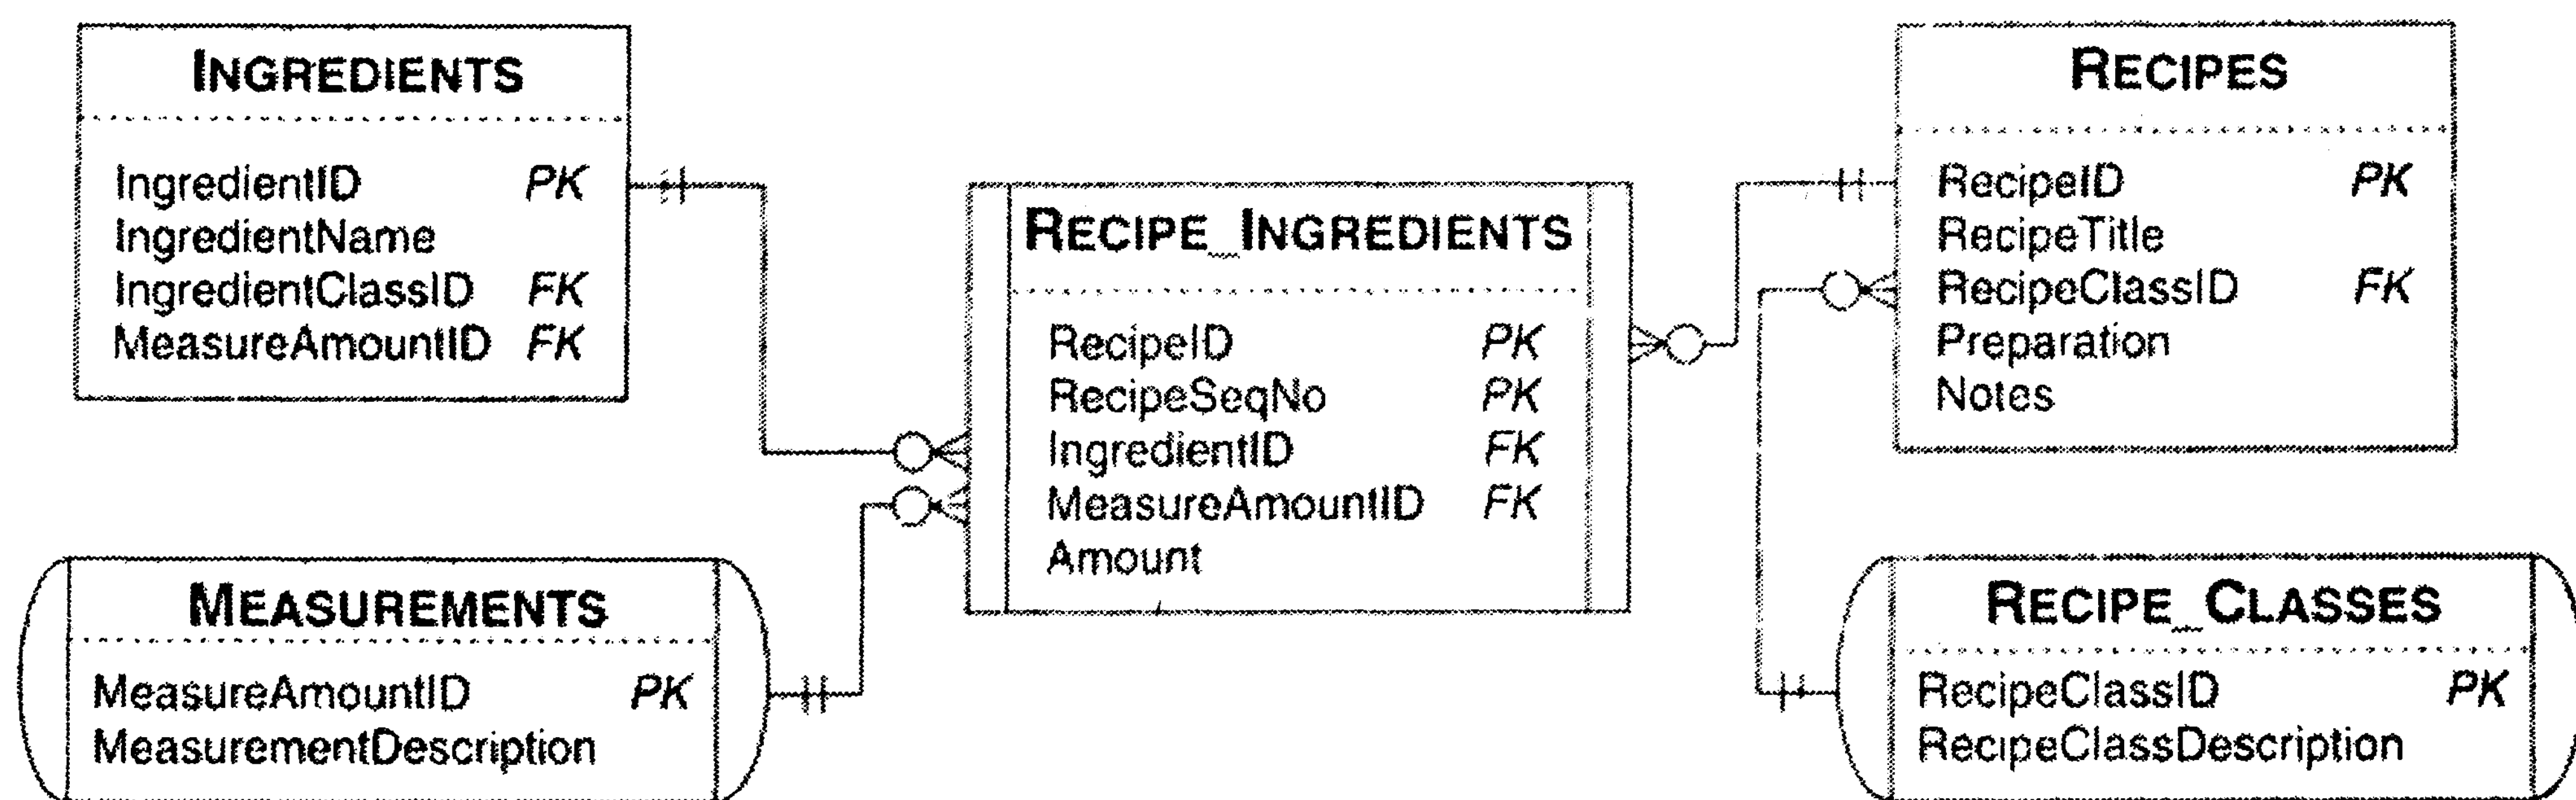 INGREDIENTS
IngredientID PK
IngredientName
IngredientClassID FK
MeasureAmountID FK
MEASUREMENTS
MeasureAmountID PK
MeasurementDescription
RECIPE_INGREDIENTS
RecipeID PK
RecipeSeqNo PK
IngredientID FK
MeasureAmountID FK
Amount
RECIPES
RecipeID PK
RecipeTitle
RecipeClassID FK
Preparation
Notes
RECIPE_CLASSES
RecipeClassID PK
RecipeClassDescription